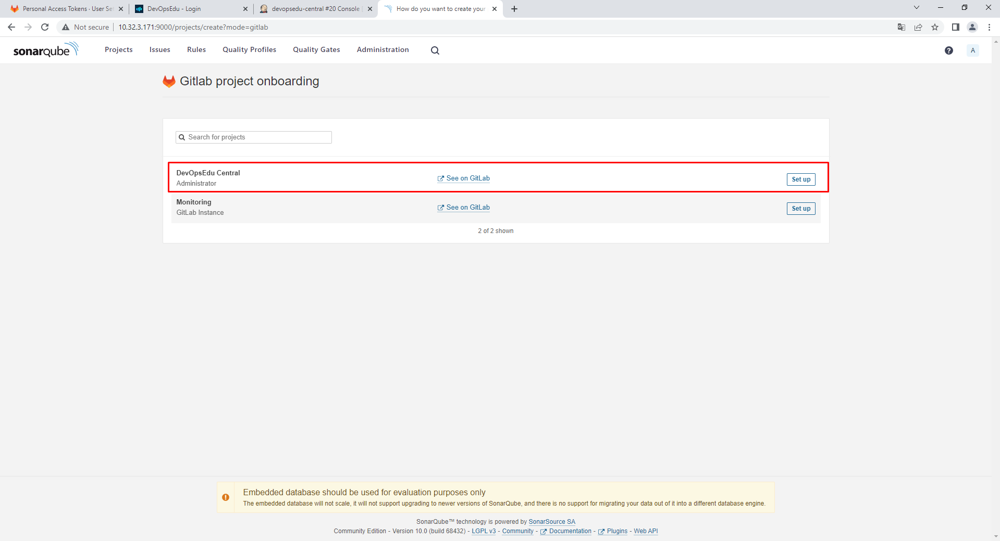 Personal Access Tokens · User Set
DevOpsEdu - Login
devopsedu-central #20 Console
How do you want to create your
Not secure
10.32.3.171:9000/projects/create?mode=gitlab
sonarqube
Projects
Issues
Rules
Quality Profiles
Quality Gates
Administration
?
A
Gitlab project onboarding
Search for projects
DevOpsEdu Central
Administrator
See on GitLab
Set up
Monitoring
GitLab Instance
See on GitLab
Set up
2 of 2 shown
Embedded database should be used for evaluation purposes only
The embedded database will not scale, it will not support upgrading to newer versions of SonarQube, and there is no support for migrating your data out of it into a different database engine.
SonarQube™ technology is powered by SonarSource SA
Community Edition - Version 10.0 (build 68432) - LGPL v3 - Community - Documentation - Plugins - Web API